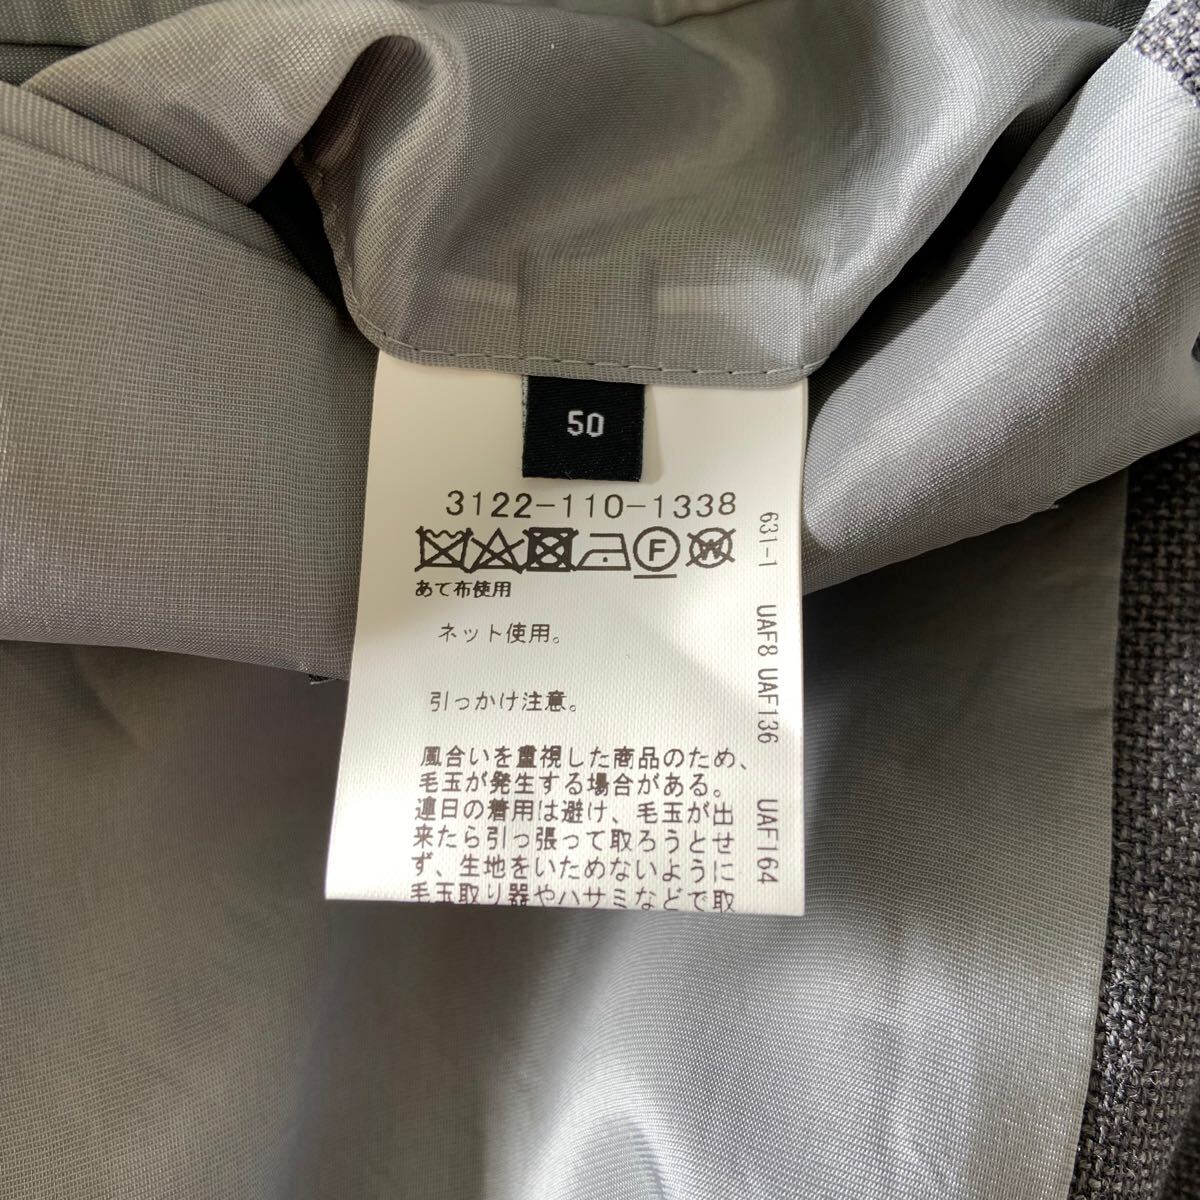 50
3122-110-1338
F
W
あて布使用
ネット使用。
引っかけ注意。
風合いを重視した商品のため、
毛玉が発生する場合がある。
連日の着用は避け、毛玉が出
来たら引っ張って取ろうとせ
ず、生地をいためないように
毛玉取り器やハサミなどで取
631-1 UAF8 UAF136 UAF164